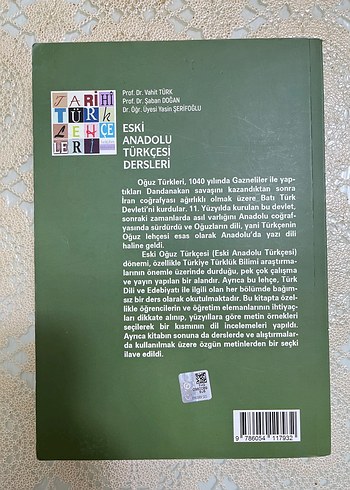 TARİHİ
TÜRK
LEHÇE
LERİ
Prof. Dr. Vahit TÜRK
Prof. Dr. Şaban DOĞAN
Dr. Öğr. Üyesi Yasin ŞERİFOĞLU
ESKİ
ANADOLU
TÜRKÇESİ
DERSLERİ
Oğuz Türkleri, 1040 yılında Gazneliler ile yap-
tıkları Dandanakan savaşını kazandıktan sonra
İran coğrafyası ağırlıklı olmak üzere Batı Türk
Devleti'ni kurdular. 11. Yüzyılda kurulan bu devlet,
sonraki zamanlarda asıl varlığını Anadolu coğraf-
yasında sürdürdü ve Oğuzların dili, yani Türkçenin
Oğuz lehçesi esas olarak Anadolu'da yazı dili
haline geldi.
Eski Oğuz Türkçesi (Eski Anadolu Türkçesi)
dönemi, özellikle Türkiye Türklük Bilimi araştırma-
larının önemle üzerinde durduğu, pek çok çalışma
ve yayın yapılan bir alandır. Ayrıca bu lehçe, Türk
Dili ve Edebiyatı ile ilgili olan her bölümde bağım-
sız bir ders olarak okutulmaktadır. Bu kitapta özel-
likle öğrencilerin ve öğretim elemanlarının ihtiyaç-
ları dikkate alınıp, yüzyıllara göre metin örnekleri
seçilerek bir kısmının dil incelemeleri yapıldı.
Ayrıca kitabın sonuna da derslerde ve alıştırmalar-
da kullanılmak üzere özgün metinlerden bir seçki
ilave edildi.
9 786054 117932